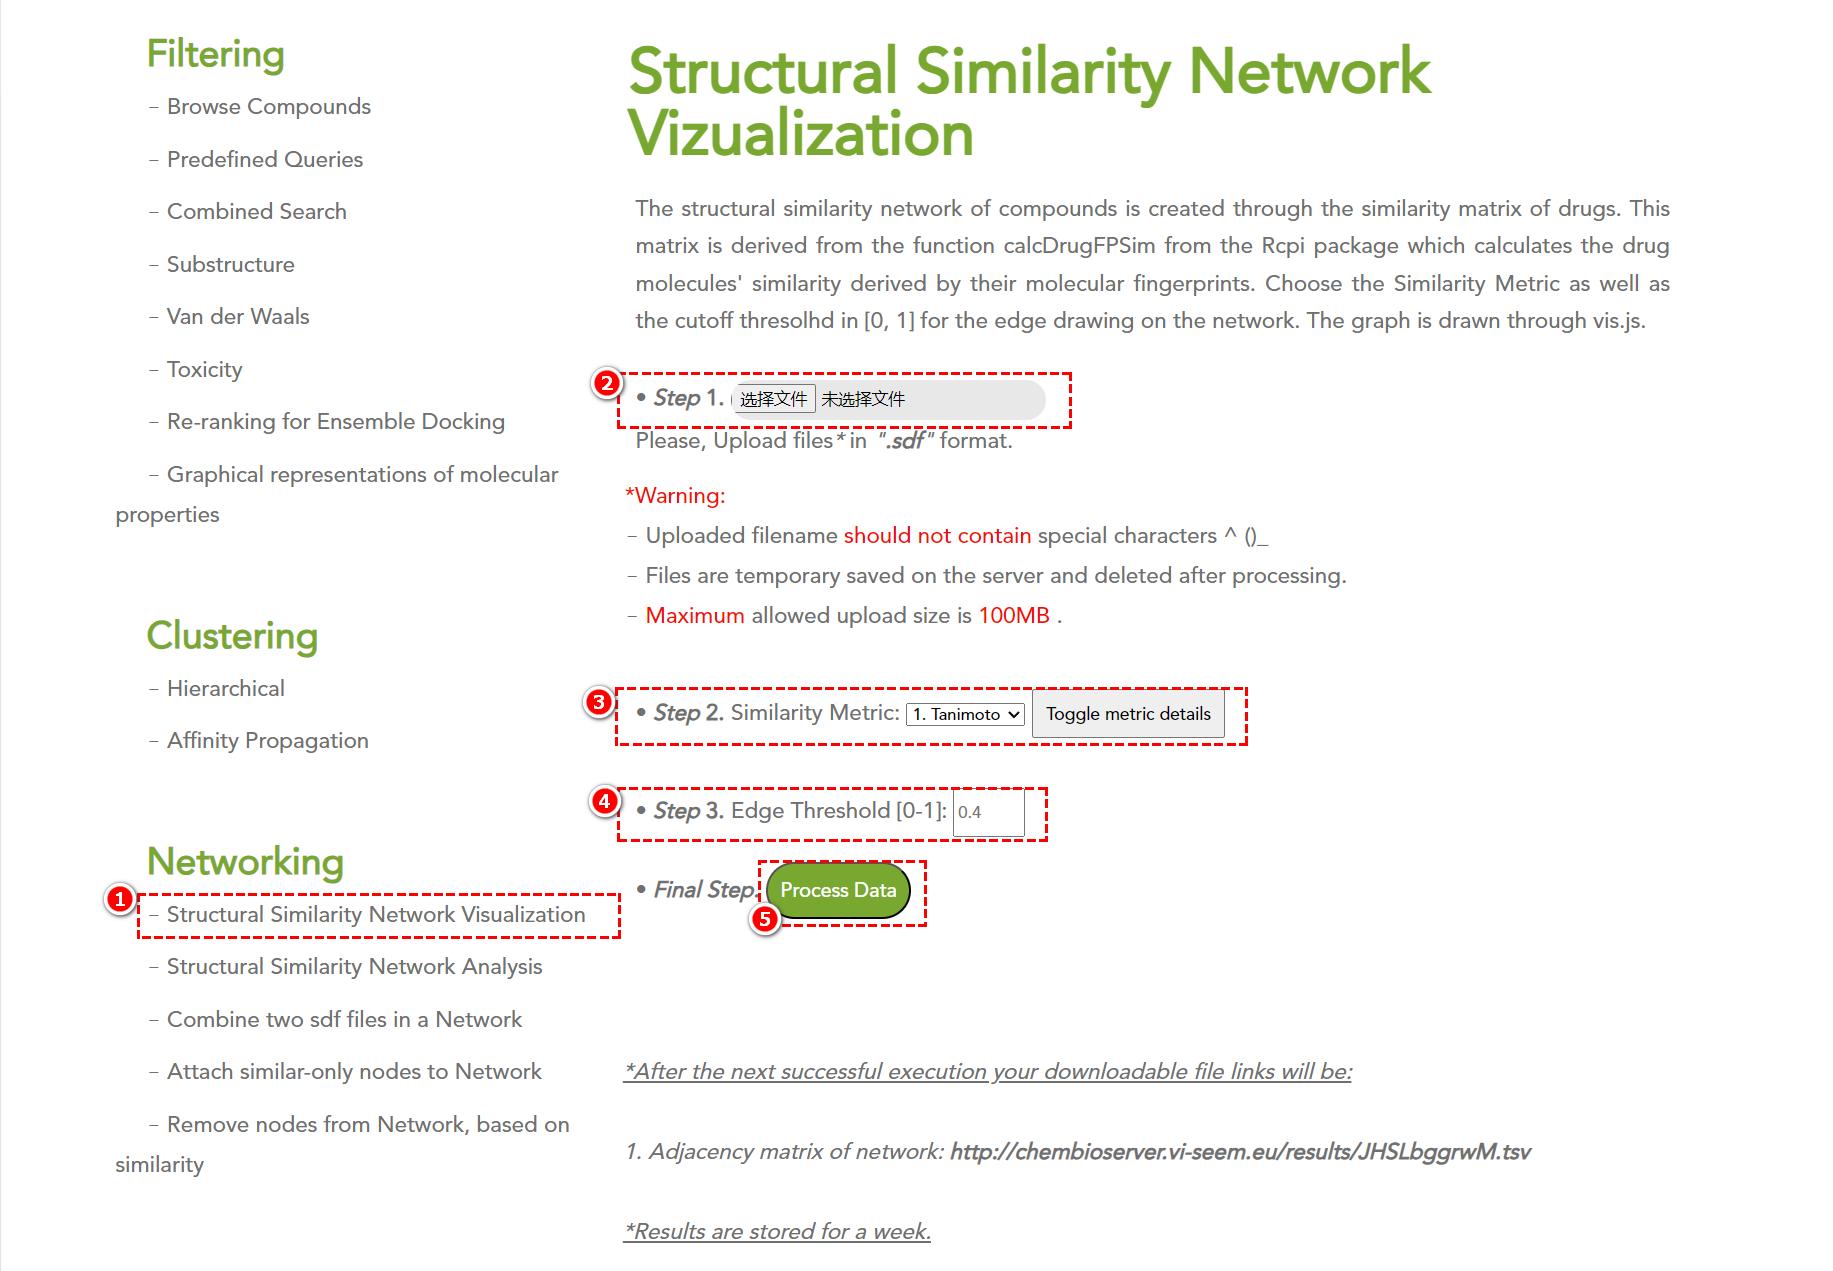 Filtering
– Browse Compounds
– Predefined Queries
– Combined Search
– Substructure
– Van der Waals
– Toxicity
– Re-ranking for Ensemble Docking
– Graphical representations of molecular
properties
Clustering
– Hierarchical
– Affinity Propagation
Networking
1
– Structural Similarity Network Visualization
– Structural Similarity Network Analysis
– Combine two sdf files in a Network
– Attach similar-only nodes to Network
– Remove nodes from Network, based on
similarity
Structural Similarity Network
Vizualization
The structural similarity network of compounds is created through the similarity matrix of drugs. This
matrix is derived from the function calcDrugFPSim from the Rcpi package which calculates the drug
molecules' similarity derived by their molecular fingerprints. Choose the Similarity Metric as well as
the cutoff thresolhd in [0, 1] for the edge drawing on the network. The graph is drawn through vis.js.
2
• Step 1. 选择文件 未选择文件
Please, Upload files* in ".sdf" format.
*Warning:
– Uploaded filename should not contain special characters ^ ()_
– Files are temporary saved on the server and deleted after processing.
– Maximum allowed upload size is 100MB .
3
• Step 2. Similarity Metric: 1. Tanimoto Toggle metric details
4
• Step 3. Edge Threshold [0-1]: 0.4
• Final Step. Process Data
5
*After the next successful execution your downloadable file links will be:
1. Adjacency matrix of network: http://chembioserver.vi-seem.eu/results/JHSLbggrwM.tsv
*Results are stored for a week.